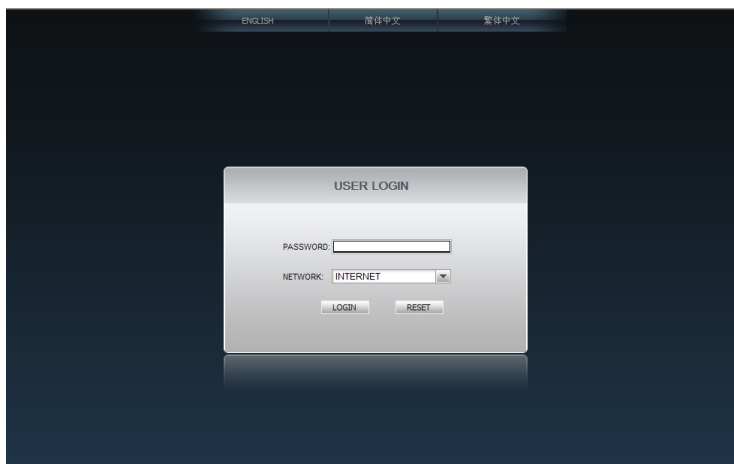 ENGLISH 简体中文 繁体中文
USER LOGIN
PASSWORD:
NETWORK: INTERNET
LOGIN RESET